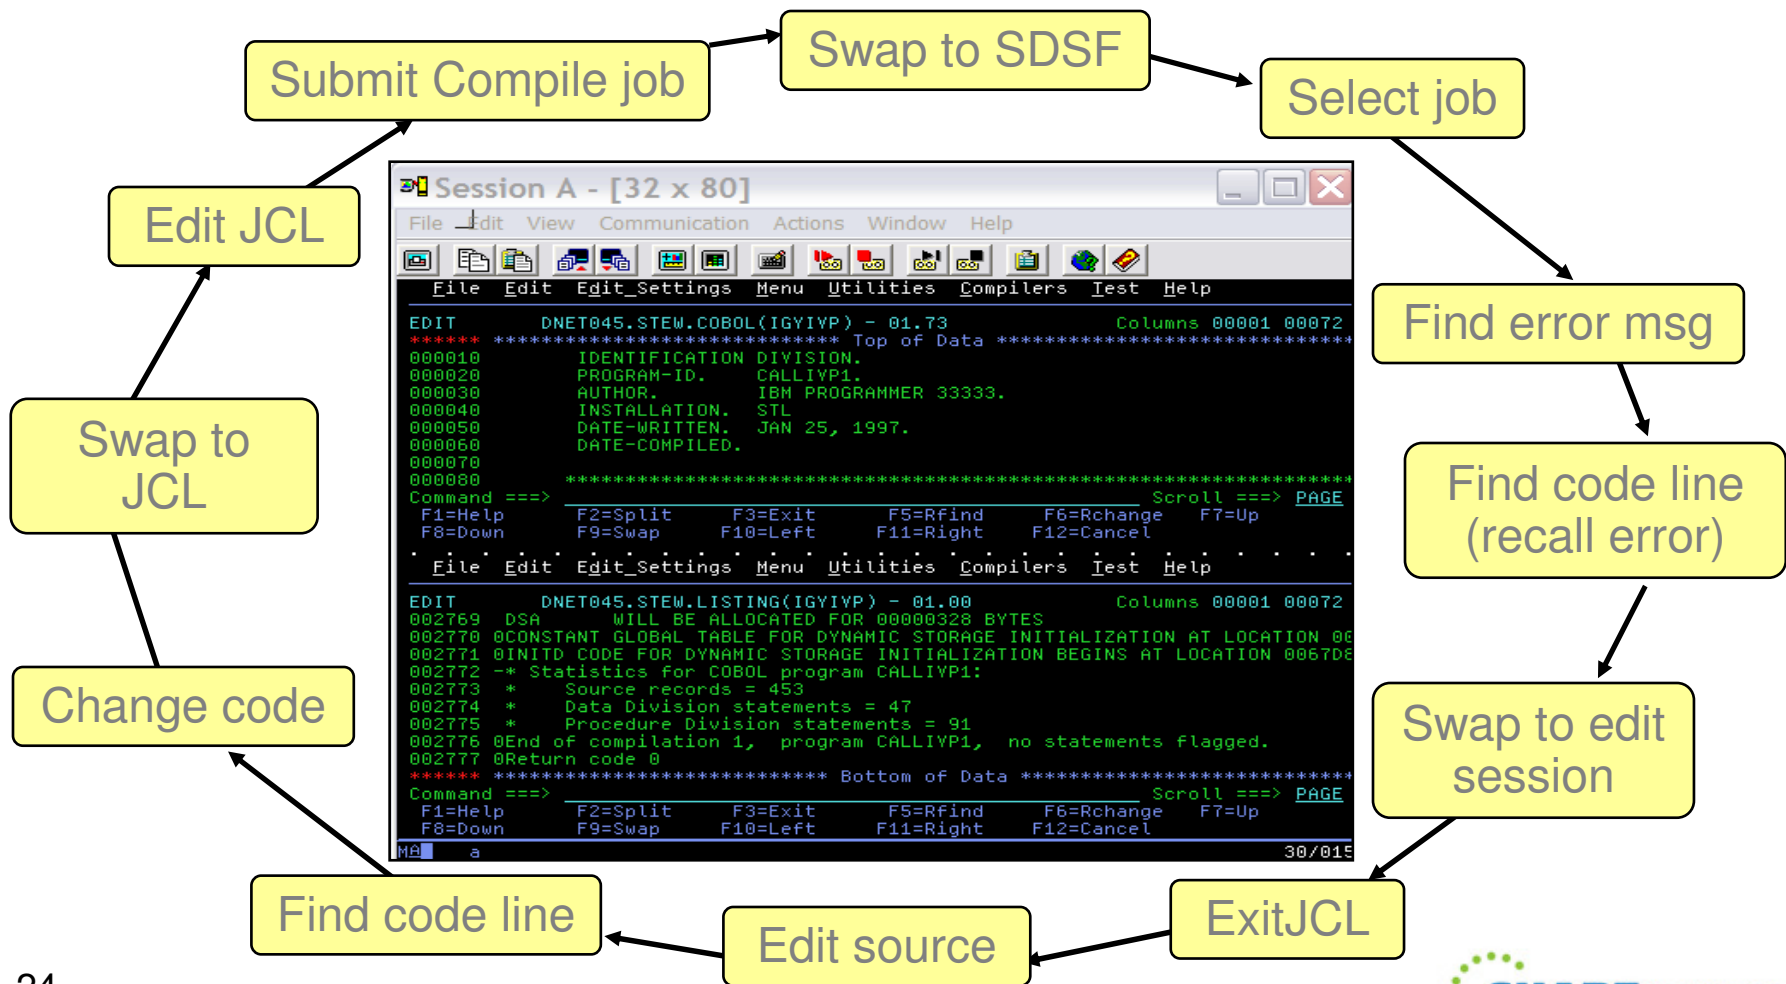 Swap to SDSF
Submit Compile job
Select job
Edit JCL
Find error msg
Swap to
JCL
Find code line
(recall error)
Change code
Swap to edit
session
Find code line
Edit source
ExitJCL
Session A - [32 x 80]
File Edit View Communication Actions Window Help
File Edit Edit_Settings Menu Utilities Compilers Test Help
EDIT DNET045.STEW.COBOL(IGYIVP) - 01.73 Columns 00001 00072
****** ***************************** Top of Data ******************************
000010 IDENTIFICATION DIVISION.
000020 PROGRAM-ID. CALLIVP1.
000030 AUTHOR. IBM PROGRAMMER 33333.
000040 INSTALLATION. STL
000050 DATE-WRITTEN. JAN 25, 1997.
000060 DATE-COMPILED.
000070
000080 ******************************************************************
Command ===> Scroll ===> PAGE
F1=Help F2=Split F3=Exit F5=Rfind F6=Rchange F7=Up
F8=Down F9=Swap F10=Left F11=Right F12=Cancel
. . . . . . . . . . . . . . . . . . . . . . . . . . . .
File Edit Edit_Settings Menu Utilities Compilers Test Help
EDIT DNET045.STEW.LISTING(IGYIVP) - 01.00 Columns 00001 00072
002769 DSA WILL BE ALLOCATED FOR 00000328 BYTES
002770 0CONSTANT GLOBAL TABLE FOR DYNAMIC STORAGE INITIALIZATION AT LOCATION 00
002771 0INITD CODE FOR DYNAMIC STORAGE INITIALIZATION BEGINS AT LOCATION 0067D8
002772 -* Statistics for COBOL program CALLIVP1:
002773 * Source records = 453
002774 * Data Division statements = 47
002775 * Procedure Division statements = 91
002776 0End of compilation 1, program CALLIVP1, no statements flagged.
002777 0Return code 0
****** **************************** Bottom of Data ****************************
Command ===> Scroll ===> PAGE
F1=Help F2=Split F3=Exit F5=Rfind F6=Rchange F7=Up
F8=Down F9=Swap F10=Left F11=Right F12=Cancel
MA a 30/015